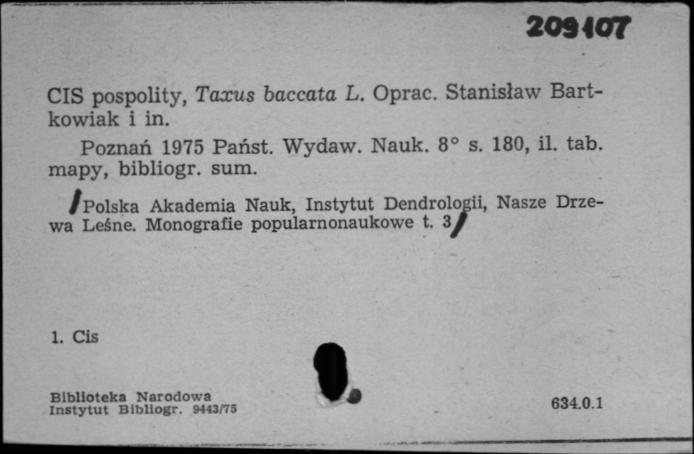 209107
CIS pospolity, Taxus baccata L. Oprac. Stanisław Bart-
kowiak i in.
Poznań 1975 Państ. Wydaw. Nauk. 8° s. 180, il. tab.
mapy, bibliogr. sum.
/Polska Akademia Nauk, Instytut Dendrologii, Nasze Drze-
wa Leśne. Monografie popularnonaukowe t. 3/
1. Cis
Biblioteka Narodowa
Instytut Bibliogr. 9443/75
634.0.1